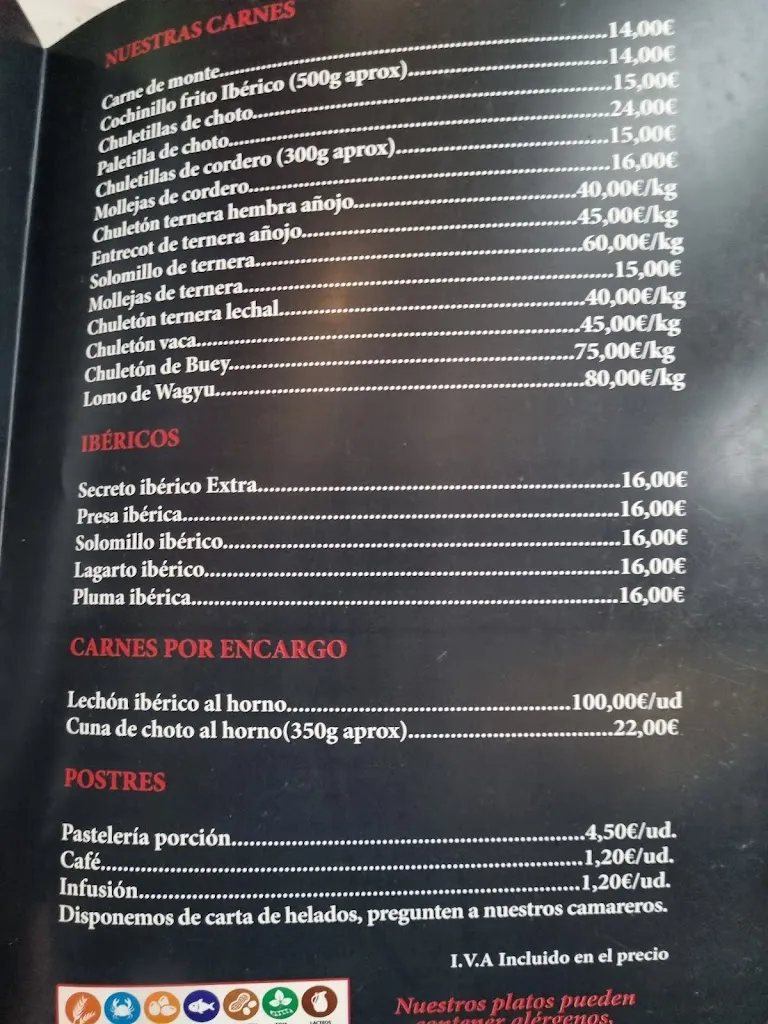 NUESTRAS CARNES
Carne de monte........14,00€
Cochinillo frito Ibérico (500g aprox)........14,00€
Chuletillas de choto........15,00€
Paletilla de choto........24,00€
Chuletillas de cordero (300g aprox)........15,00€
Mollejas de cordero........16,00€
Chuletón ternera hembra añojo........40,00€/kg
Entrecot de ternera añojo........45,00€/kg
Solomillo de ternera........60,00€/kg
Mollejas de ternera........15,00€
Chuletón ternera lechal........40,00€/kg
Chuletón vaca........45,00€/kg
Chuletón de Buey........75,00€/kg
Lomo de Wagyu........80,00€/kg
IBÉRICOS
Secreto ibérico Extra........16,00€
Presa ibérica........16,00€
Solomillo ibérico........16,00€
Lagarto ibérico........16,00€
Pluma ibérica........16,00€
CARNES POR ENCARGO
Lechón ibérico al horno........100,00€/ud
Cuna de choto al horno(350g aprox)........22,00€
POSTRES
Pastelería porción........4,50€/ud.
Café........1,20€/ud.
Infusión........1,20€/ud.
Disponemos de carta de helados, pregunten a nuestros camareros.
I.V.A Incluido en el precio
Nuestros platos pueden
contener alérgenos,